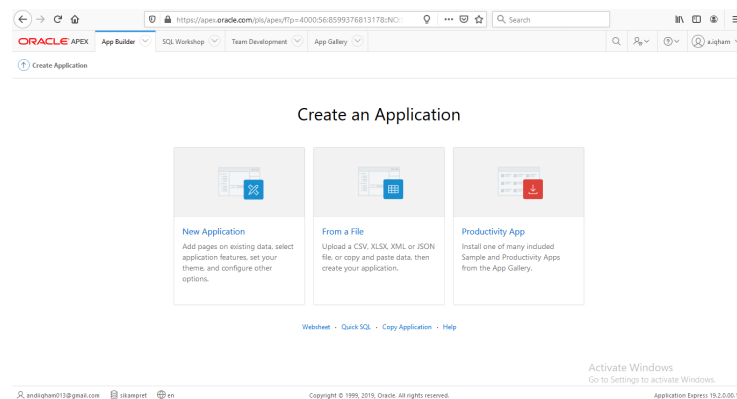 https://apex.oracle.com/pls/apex/f?p=4000:56:8599376813178::NO:
Search
ORACLE APEX App Builder SQL Workshop Team Development App Gallery a.iqham
Create Application
Create an Application
New Application
Add pages on existing data, select
application features, set your
theme, and configure other
options.
From a File
Upload a CSV, XLSX, XML or JSON
file, or copy and paste data, then
create your application.
Productivity App
Install one of many included
Sample and Productivity Apps
from the App Gallery.
Websheet - Quick SQL - Copy Application - Help
Activate Windows
Go to Settings to activate Windows.
andiiqham013@gmail.com sikampret en Copyright © 1999, 2019, Oracle. All rights reserved. Application Express 19.2.0.00.